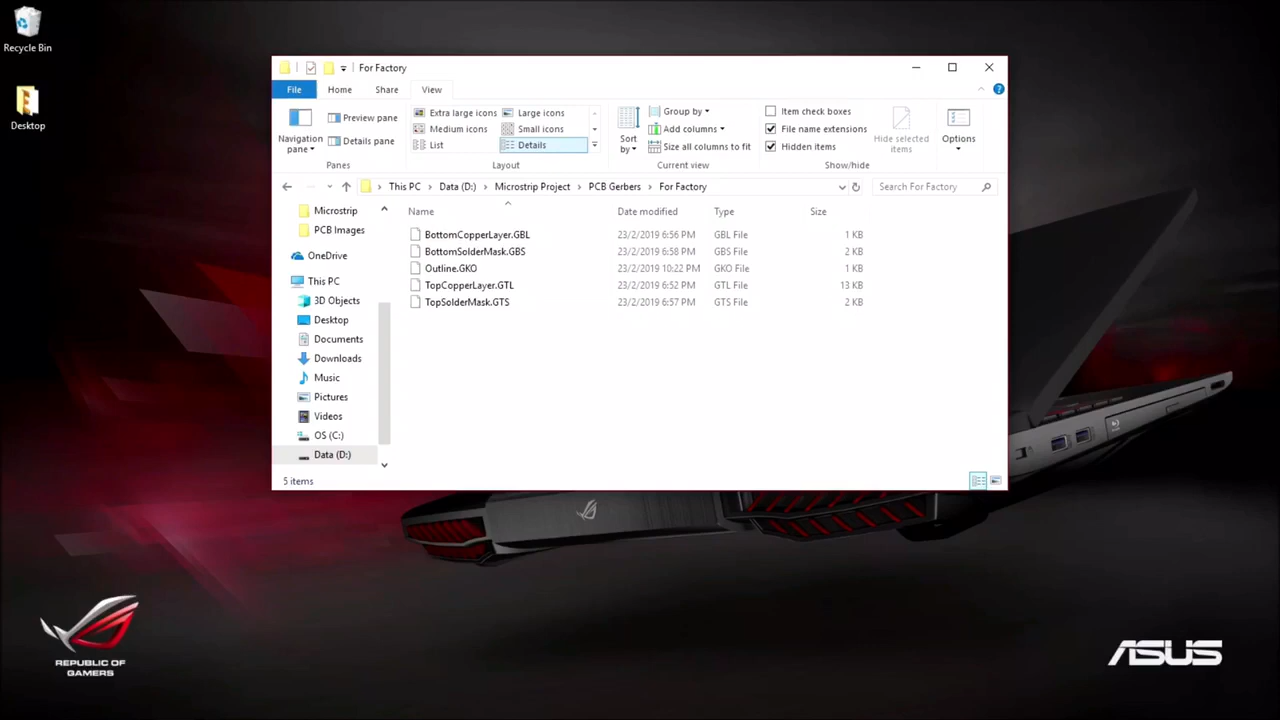 Recycle Bin
Desktop
For Factory
File Home Share View
Navigation pane
Preview pane
Details pane
Panes
Extra large icons Large icons
Medium icons Small icons
List Details
Layout
Sort by
Group by
Add columns
Size all columns to fit
Current view
Item check boxes
File name extensions
Hidden items
Hide selected items
Show/hide
Options
This PC > Data (D:) > Microstrip Project > PCB Gerbers > For Factory
Search For Factory
Microstrip
PCB Images
OneDrive
This PC
3D Objects
Desktop
Documents
Downloads
Music
Pictures
Videos
OS (C:)
Data (D:)
Name Date modified Type Size
BottomCopperLayer.GBL 23/2/2019 6:56 PM GBL File 1 KB
BottomSolderMask.GBS 23/2/2019 6:58 PM GBS File 2 KB
Outline.GKO 23/2/2019 10:22 PM GKO File 1 KB
TopCopperLayer.GTL 23/2/2019 6:52 PM GTL File 13 KB
TopSolderMask.GTS 23/2/2019 6:57 PM GTS File 2 KB
5 items
REPUBLIC OF
GAMERS
ASUS